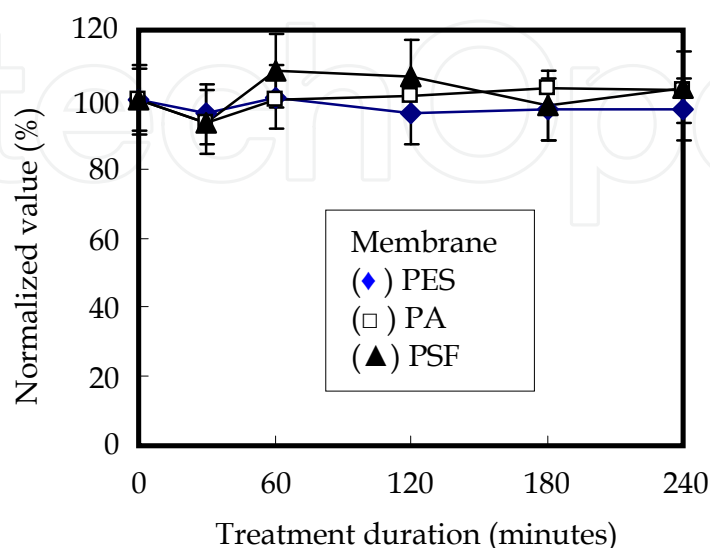 120
100
80
60
40
20
0
Normalized value (%)
Membrane
(♦) PES
(□) PA
(▲) PSF
0 60 120 180 240
Treatment duration (minutes)